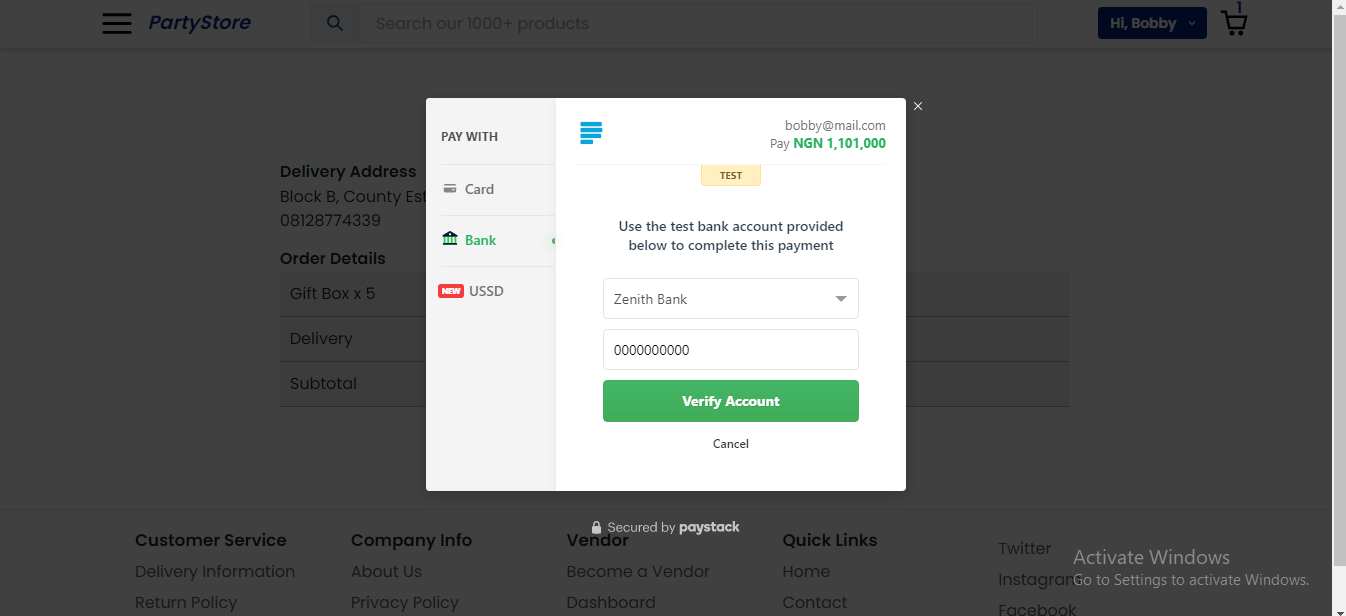 PartyStore
Search our 1000+ products
Hi, Bobby
1
PAY WITH
Card
Bank
NEW USSD
bobby@mail.com
Pay NGN 1,101,000
TEST
Use the test bank account provided
below to complete this payment
Zenith Bank
0000000000
Verify Account
Cancel
Delivery Address
Block B, County Est
08128774339
Order Details
Gift Box x 5
Delivery
Subtotal
Secured by paystack
Customer Service
Delivery Information
Return Policy
Company Info
About Us
Privacy Policy
Vendor
Become a Vendor
Dashboard
Quick Links
Home
Contact
Twitter
Instagram
Facebook
Activate Windows
Go to Settings to activate Windows.